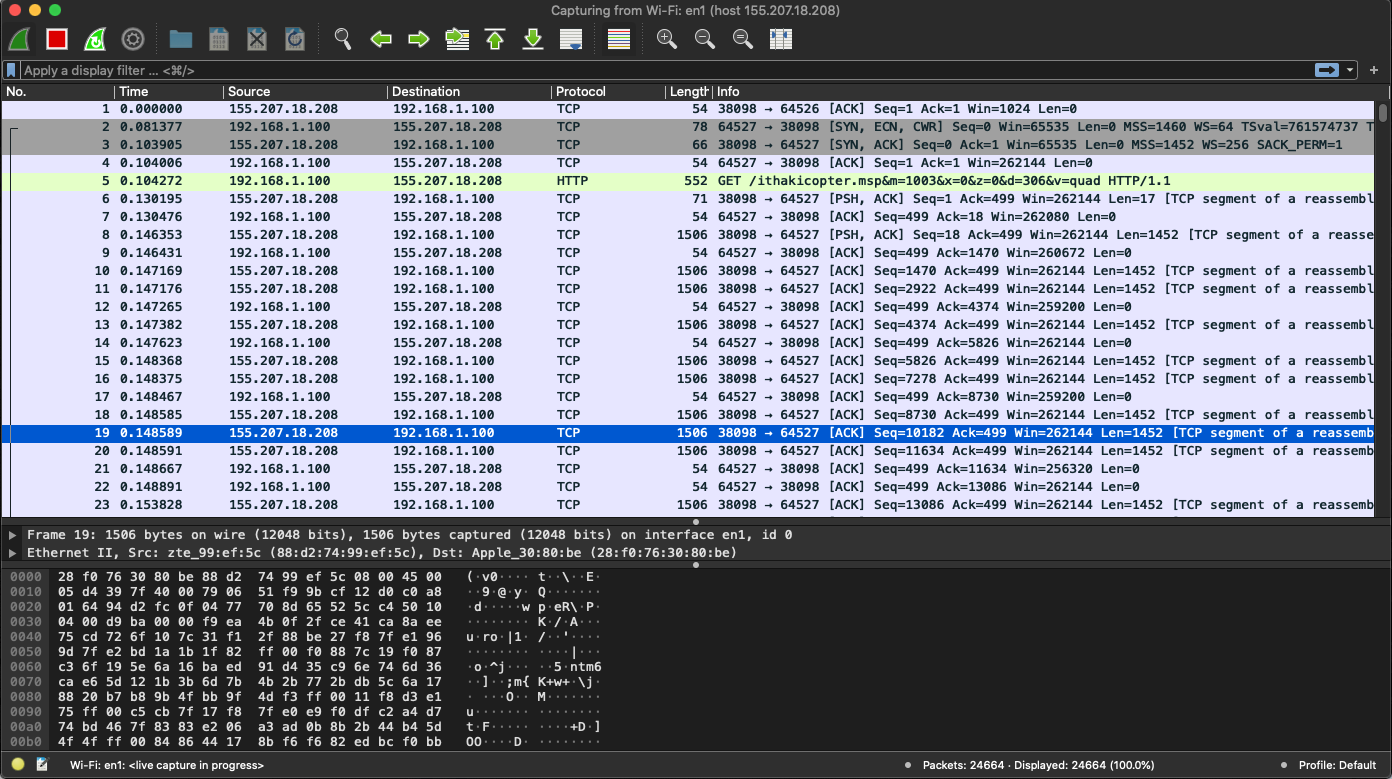 Capturing from Wi-Fi: en1 (host 155.207.18.208)
Apply a display filter ... <⌘/>
No. Time Source Destination Protocol Length Info
1 0.000000 155.207.18.208 192.168.1.100 TCP 54 38098 → 64526 [ACK] Seq=1 Ack=1 Win=1024 Len=0
2 0.081377 192.168.1.100 155.207.18.208 TCP 78 64527 → 38098 [SYN, ECN, CWR] Seq=0 Win=65535 Len=0 MSS=1460 WS=64 TSval=761574737 T
3 0.103905 155.207.18.208 192.168.1.100 TCP 66 38098 → 64527 [SYN, ACK] Seq=0 Ack=1 Win=65535 Len=0 MSS=1452 WS=256 SACK_PERM=1
4 0.104006 192.168.1.100 155.207.18.208 TCP 54 64527 → 38098 [ACK] Seq=1 Ack=1 Win=262144 Len=0
5 0.104272 192.168.1.100 155.207.18.208 HTTP 552 GET /ithakicopter.msp&m=1003&x=0&z=0&d=306&v=quad HTTP/1.1
6 0.130195 155.207.18.208 192.168.1.100 TCP 71 38098 → 64527 [PSH, ACK] Seq=1 Ack=499 Win=262144 Len=17 [TCP segment of a reassembl
7 0.130476 192.168.1.100 155.207.18.208 TCP 54 64527 → 38098 [ACK] Seq=499 Ack=18 Win=262080 Len=0
8 0.146353 155.207.18.208 192.168.1.100 TCP 1506 38098 → 64527 [PSH, ACK] Seq=18 Ack=499 Win=262144 Len=1452 [TCP segment of a reasse
9 0.146431 192.168.1.100 155.207.18.208 TCP 54 64527 → 38098 [ACK] Seq=499 Ack=1470 Win=260672 Len=0
10 0.147169 155.207.18.208 192.168.1.100 TCP 1506 38098 → 64527 [ACK] Seq=1470 Ack=499 Win=262144 Len=1452 [TCP segment of a reassembl
11 0.147176 155.207.18.208 192.168.1.100 TCP 1506 38098 → 64527 [ACK] Seq=2922 Ack=499 Win=262144 Len=1452 [TCP segment of a reassembl
12 0.147265 192.168.1.100 155.207.18.208 TCP 54 64527 → 38098 [ACK] Seq=499 Ack=4374 Win=259200 Len=0
13 0.147382 155.207.18.208 192.168.1.100 TCP 1506 38098 → 64527 [ACK] Seq=4374 Ack=499 Win=262144 Len=1452 [TCP segment of a reassembl
14 0.147623 192.168.1.100 155.207.18.208 TCP 54 64527 → 38098 [ACK] Seq=499 Ack=5826 Win=262144 Len=0
15 0.148368 155.207.18.208 192.168.1.100 TCP 1506 38098 → 64527 [ACK] Seq=5826 Ack=499 Win=262144 Len=1452 [TCP segment of a reassembl
16 0.148375 155.207.18.208 192.168.1.100 TCP 1506 38098 → 64527 [ACK] Seq=7278 Ack=499 Win=262144 Len=1452 [TCP segment of a reassembl
17 0.148467 192.168.1.100 155.207.18.208 TCP 54 64527 → 38098 [ACK] Seq=499 Ack=8730 Win=259200 Len=0
18 0.148585 155.207.18.208 192.168.1.100 TCP 1506 38098 → 64527 [ACK] Seq=8730 Ack=499 Win=262144 Len=1452 [TCP segment of a reassembl
19 0.148589 155.207.18.208 192.168.1.100 TCP 1506 38098 → 64527 [ACK] Seq=10182 Ack=499 Win=262144 Len=1452 [TCP segment of a reassemb
20 0.148591 155.207.18.208 192.168.1.100 TCP 1506 38098 → 64527 [ACK] Seq=11634 Ack=499 Win=262144 Len=1452 [TCP segment of a reassemb
21 0.148667 192.168.1.100 155.207.18.208 TCP 54 64527 → 38098 [ACK] Seq=499 Ack=11634 Win=256320 Len=0
22 0.148891 192.168.1.100 155.207.18.208 TCP 54 64527 → 38098 [ACK] Seq=499 Ack=13086 Win=262144 Len=0
23 0.153828 155.207.18.208 192.168.1.100 TCP 1506 38098 → 64527 [ACK] Seq=13086 Ack=499 Win=262144 Len=1452 [TCP segment of a reassemb
Frame 19: 1506 bytes on wire (12048 bits), 1506 bytes captured (12048 bits) on interface en1, id 0
Ethernet II, Src: zte_99:ef:5c (88:d2:74:99:ef:5c), Dst: Apple_30:80:be (28:f0:76:30:80:be)
0000 28 f0 76 30 80 be 88 d2 74 99 ef 5c 08 00 45 00 (·v0···· t··\··E·
0010 05 d4 39 7f 40 00 79 06 51 f9 9b cf 12 d0 c0 a8 ··9·@·y· Q·······
0020 01 64 94 d2 fc 0f 04 77 70 8d 65 52 5c c4 50 10 ·d·····w p·eR\·P·
0030 04 00 d9 ba 00 00 f9 ea 4b 0f 2f ce 41 ca 8a ee ········ K·/·A···
0040 75 cd 72 6f 10 7c 31 f1 2f 88 be 27 f8 7f e1 96 u·ro·|1· /··'····
0050 9d 7f e2 bd 1a 1b 1f 82 ff 00 f0 88 7c 19 f0 87 ········ ····|···
0060 c3 6f 19 5e 6a 16 ba ed 91 d4 35 c9 6e 74 6d 36 ·o·^j··· ··5·ntm6
0070 ca e6 5d 12 1b 3b 6d 7b 4b 2b 77 2b db 5c 6a 17 ··]··;m{ K+w+·\j·
0080 88 20 b7 b8 9b 4f bb 9f 4d f3 ff 00 11 f8 d3 e1 · ···O·· M·······
0090 75 ff 00 c5 cb 7f 17 f8 7f e0 e9 f0 df c2 a4 d7 u······· ········
00a0 74 bd 46 7f 83 83 e2 06 a3 ad 0b 8b 2b 44 b4 5d t·F····· ····+D·]
00b0 4f 4f ff 00 84 86 44 17 8b f6 f6 82 ed bc f0 bb OO····D· ········
Wi-Fi: en1: <live capture in progress> Packets: 24664 · Displayed: 24664 (100.0%) Profile: Default